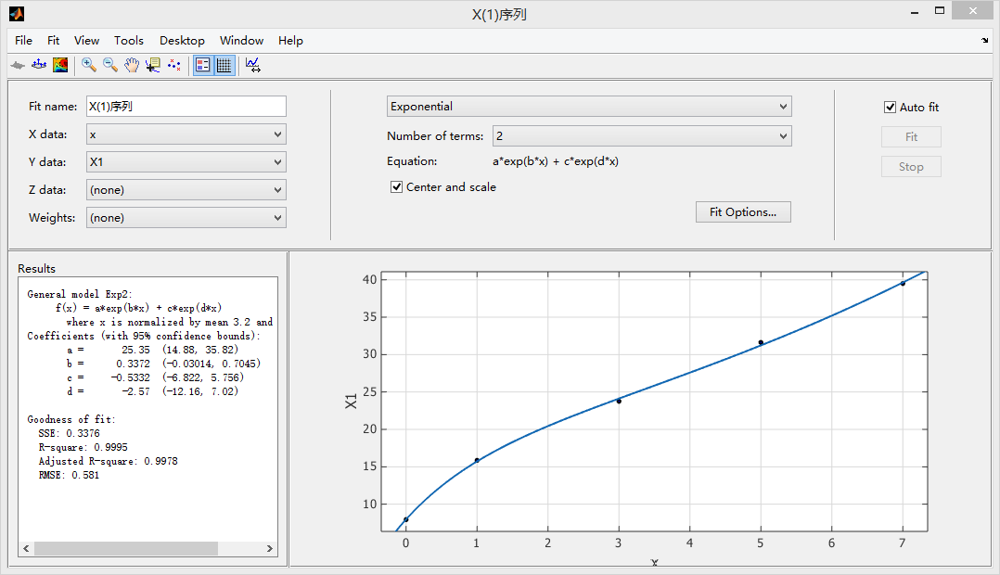 X(1)序列
File Fit View Tools Desktop Window Help
Fit name: X(1)序列
X data: x
Y data: X1
Z data: (none)
Weights: (none)
Exponential
Number of terms: 2
Equation: a*exp(b*x) + c*exp(d*x)
Center and scale
Fit Options...
Auto fit
Fit
Stop
Results
General model Exp2:
f(x) = a*exp(b*x) + c*exp(d*x)
where x is normalized by mean 3.2 and
Coefficients (with 95% confidence bounds):
a = 25.35 (14.88, 35.82)
b = 0.3372 (-0.03014, 0.7045)
c = -0.5332 (-6.822, 5.756)
d = -2.57 (-12.16, 7.02)
Goodness of fit:
SSE: 0.3376
R-square: 0.9995
Adjusted R-square: 0.9978
RMSE: 0.581
40
35
30
25
20
15
10
X1
0 1 2 3 4 5 6 7
x